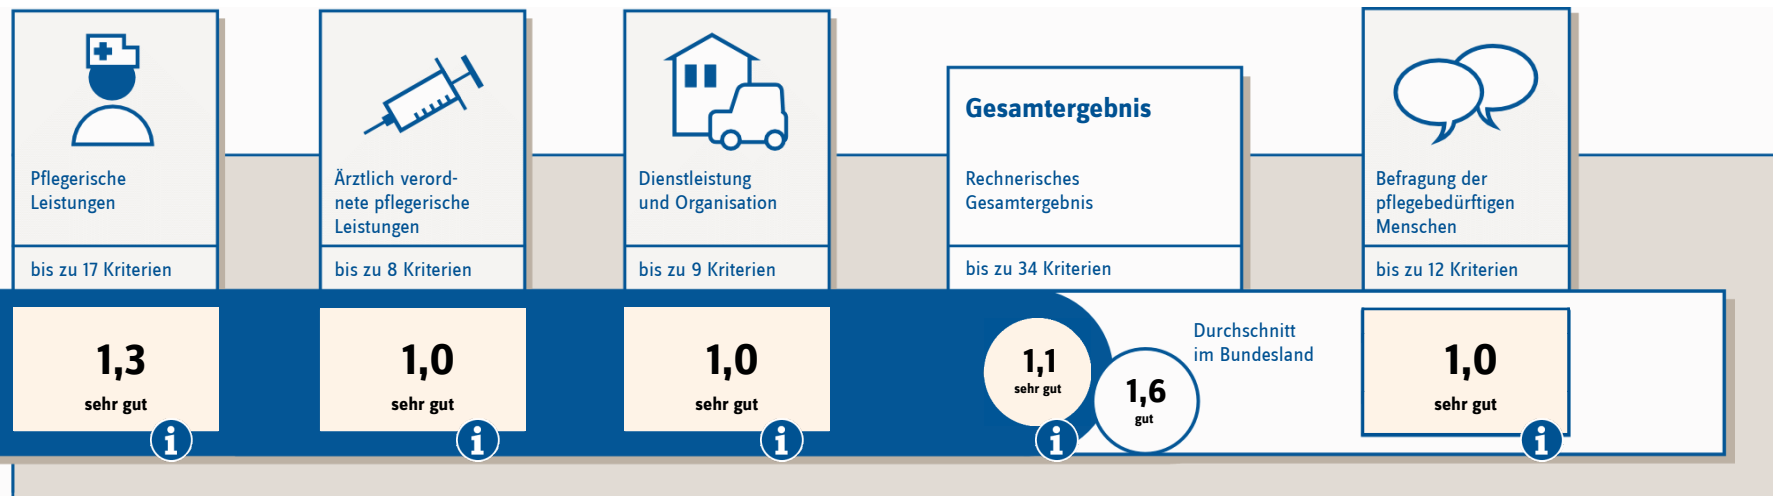 Pflegerische
Leistungen
bis zu 17 Kriterien
1,3
sehr gut
i
Ärztlich verord-
nete pflegerische
Leistungen
bis zu 8 Kriterien
1,0
sehr gut
i
Dienstleistung
und Organisation
bis zu 9 Kriterien
1,0
sehr gut
i
Gesamtergebnis
Rechnerisches
Gesamtergebnis
bis zu 34 Kriterien
1,1
sehr gut
i
Durchschnitt
im Bundesland
1,6
gut
Befragung der
pflegebedürftigen
Menschen
bis zu 12 Kriterien
1,0
sehr gut
i